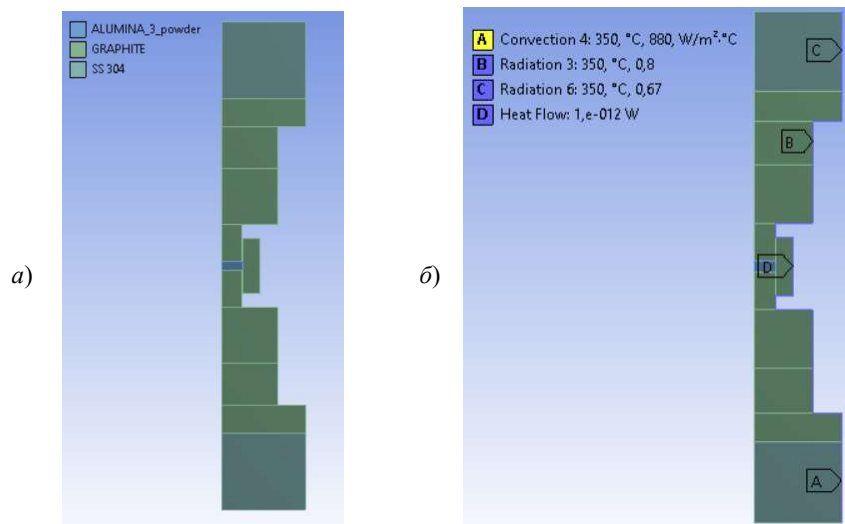 ALUMINA_3_powder
GRAPHITE
SS 304
а)
A Convection 4: 350, °C, 880, W/m²·°C
B Radiation 3: 350, °C, 0,8
C Radiation 6: 350, °C, 0,67
D Heat Flow: 1,e-012 W
C
B
D
A
б)